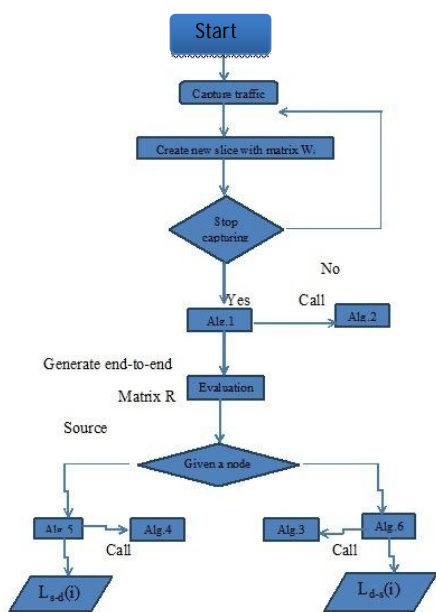 Start
Capture traffic
Create new slice with matrix Wi
Stop
capturing
No
Yes
Call
Alg.1
Alg.2
Generate end-to-end
Evaluation
Matrix R
Source
Given a node
Alg.5
Alg.4
Alg.3
Alg.6
Call
Call
Ls-d(i)
Ld-s(i)